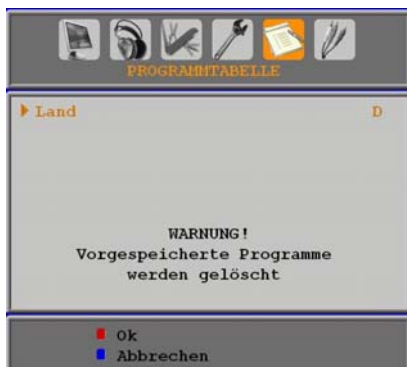 PROGRAMMTABELLE
Land D
WARNUNG!
Vorgespeicherte Programme
werden gelöscht
Ok
Abbrechen